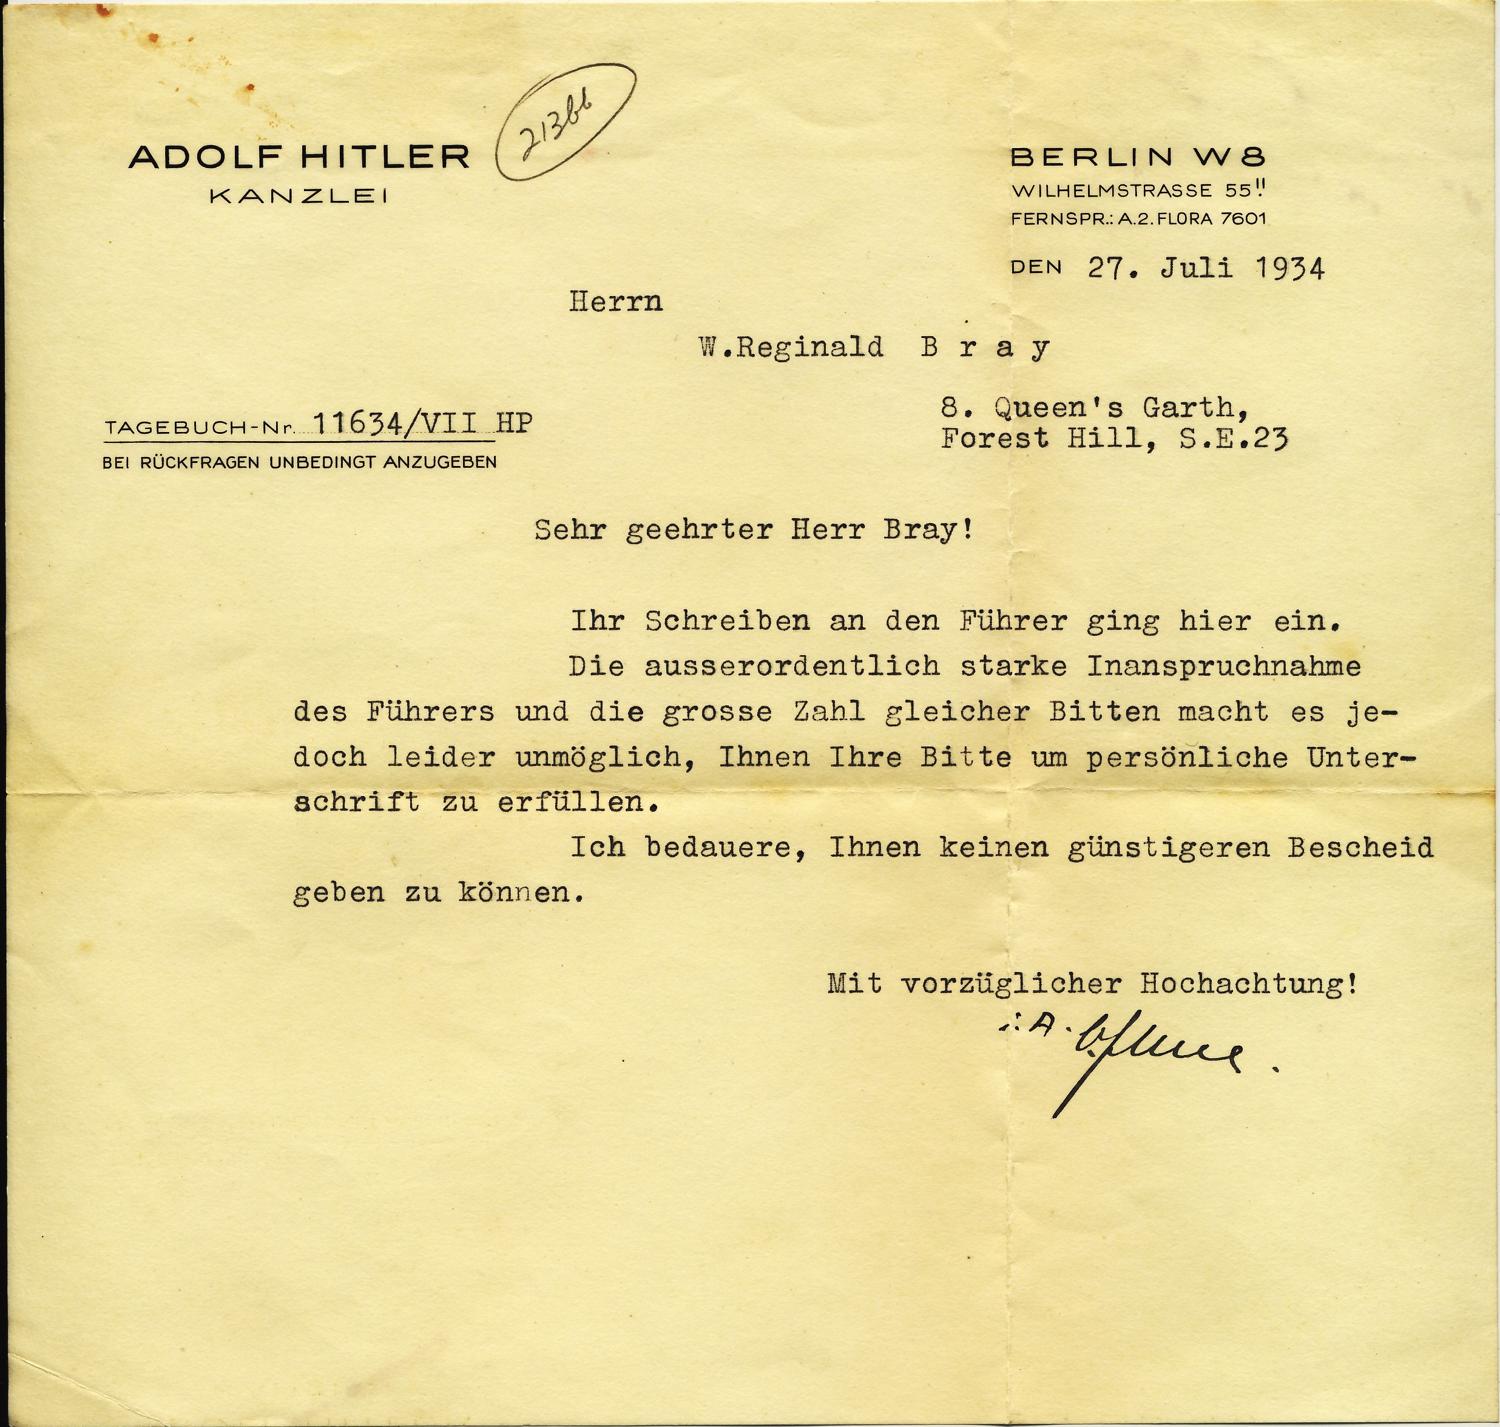 ADOLF HITLER
KANZLEI
213bb
BERLIN W8
WILHELMSTRASSE 55 II
FERNSPR.: A.2. FLORA 7601
DEN 27. Juli 1934
Herrn
W.Reginald B r a y
8. Queen's Garth,
Forest Hill, S.E.23
TAGEBUCH-Nr. 11634/VII HP
BEI RÜCKFRAGEN UNBEDINGT ANZUGEBEN
Sehr geehrter Herr Bray!
Ihr Schreiben an den Führer ging hier ein.
Die ausserordentlich starke Inanspruchnahme
des Führers und die grosse Zahl gleicher Bitten macht es je-
doch leider unmöglich, Ihnen Ihre Bitte um persönliche Unter-
schrift zu erfüllen.
Ich bedauere, Ihnen keinen günstigeren Bescheid
geben zu können.
Mit vorzüglicher Hochachtung!
i.A.